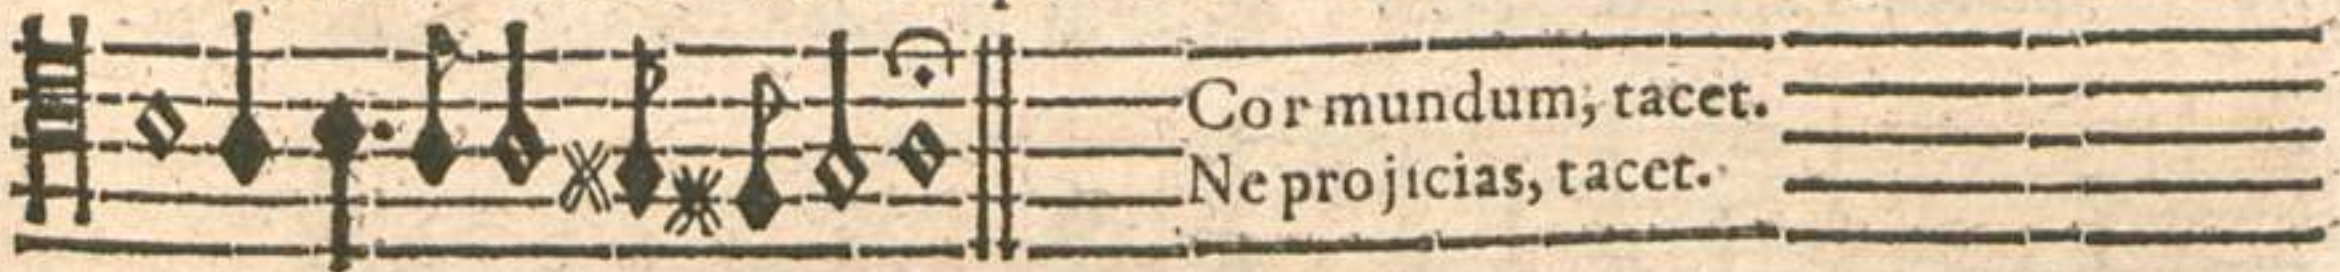 Cor mundum, tacet.
Ne projicias, tacet.